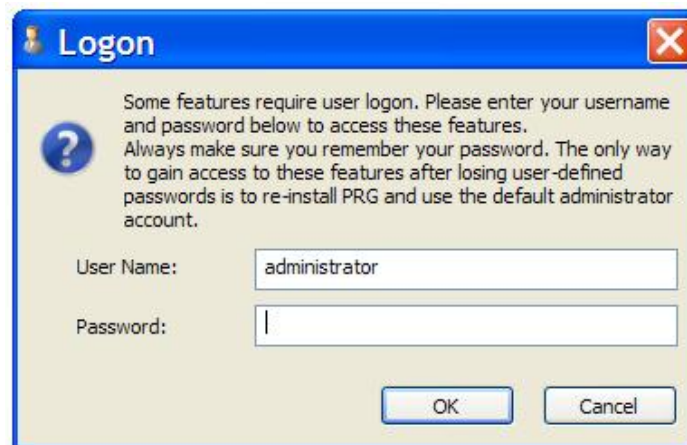 Logon
Some features require user logon. Please enter your username
and password below to access these features.
Always make sure you remember your password. The only way
to gain access to these features after losing user-defined
passwords is to re-install PRG and use the default administrator
account.
User Name: administrator
Password:
OK Cancel